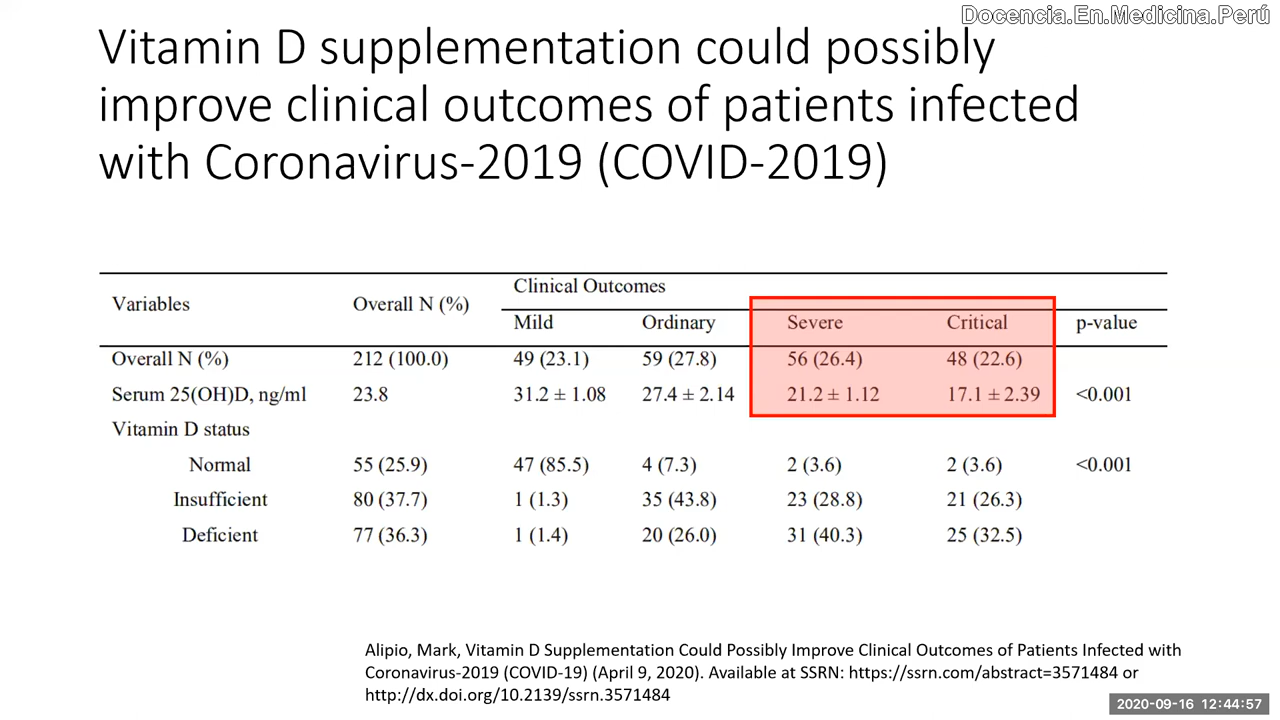 Docencia.En.Medicina.Perú
Vitamin D supplementation could possibly
improve clinical outcomes of patients infected
with Coronavirus-2019 (COVID-2019)
Clinical Outcomes
Variables Overall N (%)
Mild Ordinary Severe Critical p-value
Overall N (%) 212 (100.0) 49 (23.1) 59 (27.8) 56 (26.4) 48 (22.6)
Serum 25(OH)D, ng/ml 23.8 31.2 ± 1.08 27.4 ± 2.14 21.2 ± 1.12 17.1 ± 2.39 <0.001
Vitamin D status
Normal 55 (25.9) 47 (85.5) 4 (7.3) 2 (3.6) 2 (3.6) <0.001
Insufficient 80 (37.7) 1 (1.3) 35 (43.8) 23 (28.8) 21 (26.3)
Deficient 77 (36.3) 1 (1.4) 20 (26.0) 31 (40.3) 25 (32.5)
Alipio, Mark, Vitamin D Supplementation Could Possibly Improve Clinical Outcomes of Patients Infected with
Coronavirus-2019 (COVID-19) (April 9, 2020). Available at SSRN: https://ssrn.com/abstract=3571484 or
http://dx.doi.org/10.2139/ssrn.3571484
2020-09-16 12:44:57